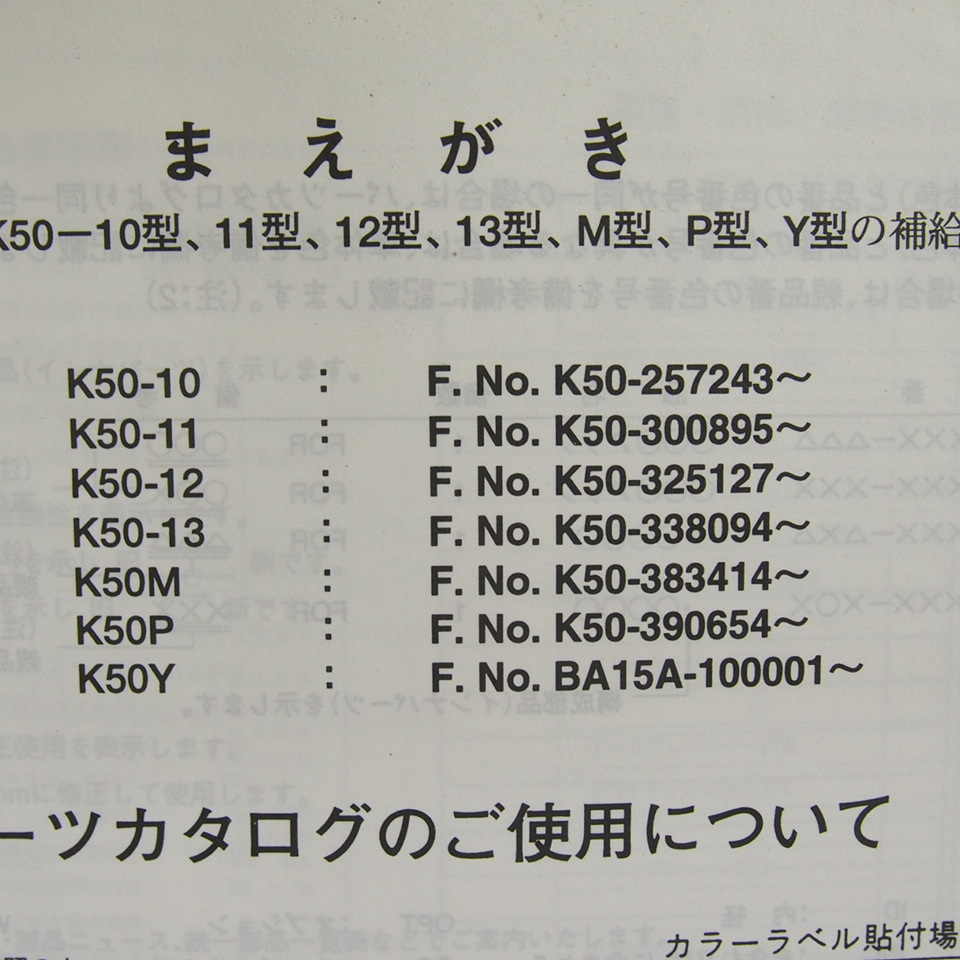 まえがき
K50－10型、11型、12型、13型、M型、P型、Y型の補給
K50-10 : F. No. K50-257243～
K50-11 : F. No. K50-300895～
K50-12 : F. No. K50-325127～
K50-13 : F. No. K50-338094～
K50M : F. No. K50-383414～
K50P : F. No. K50-390654～
K50Y : F. No. BA15A-100001～
ーツカタログのご使用について
カラーラベル貼付場